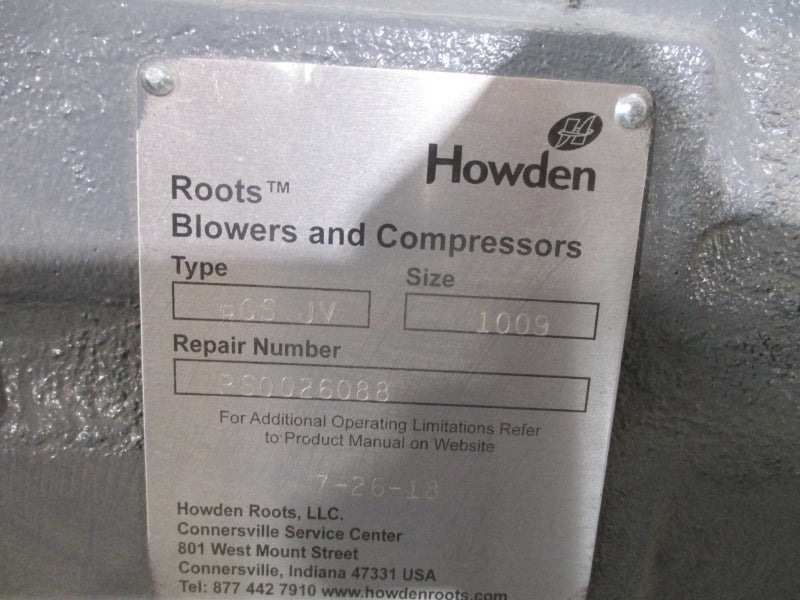 Howden
Roots™
Blowers and Compressors
Type Size
RCS JV 1009
Repair Number
RS0026088
For Additional Operating Limitations Refer
to Product Manual on Website
7-26-18
Howden Roots, LLC.
Connersville Service Center
801 West Mount Street
Connersville, Indiana 47331 USA
Tel: 877 442 7910 www.howdenroots.com